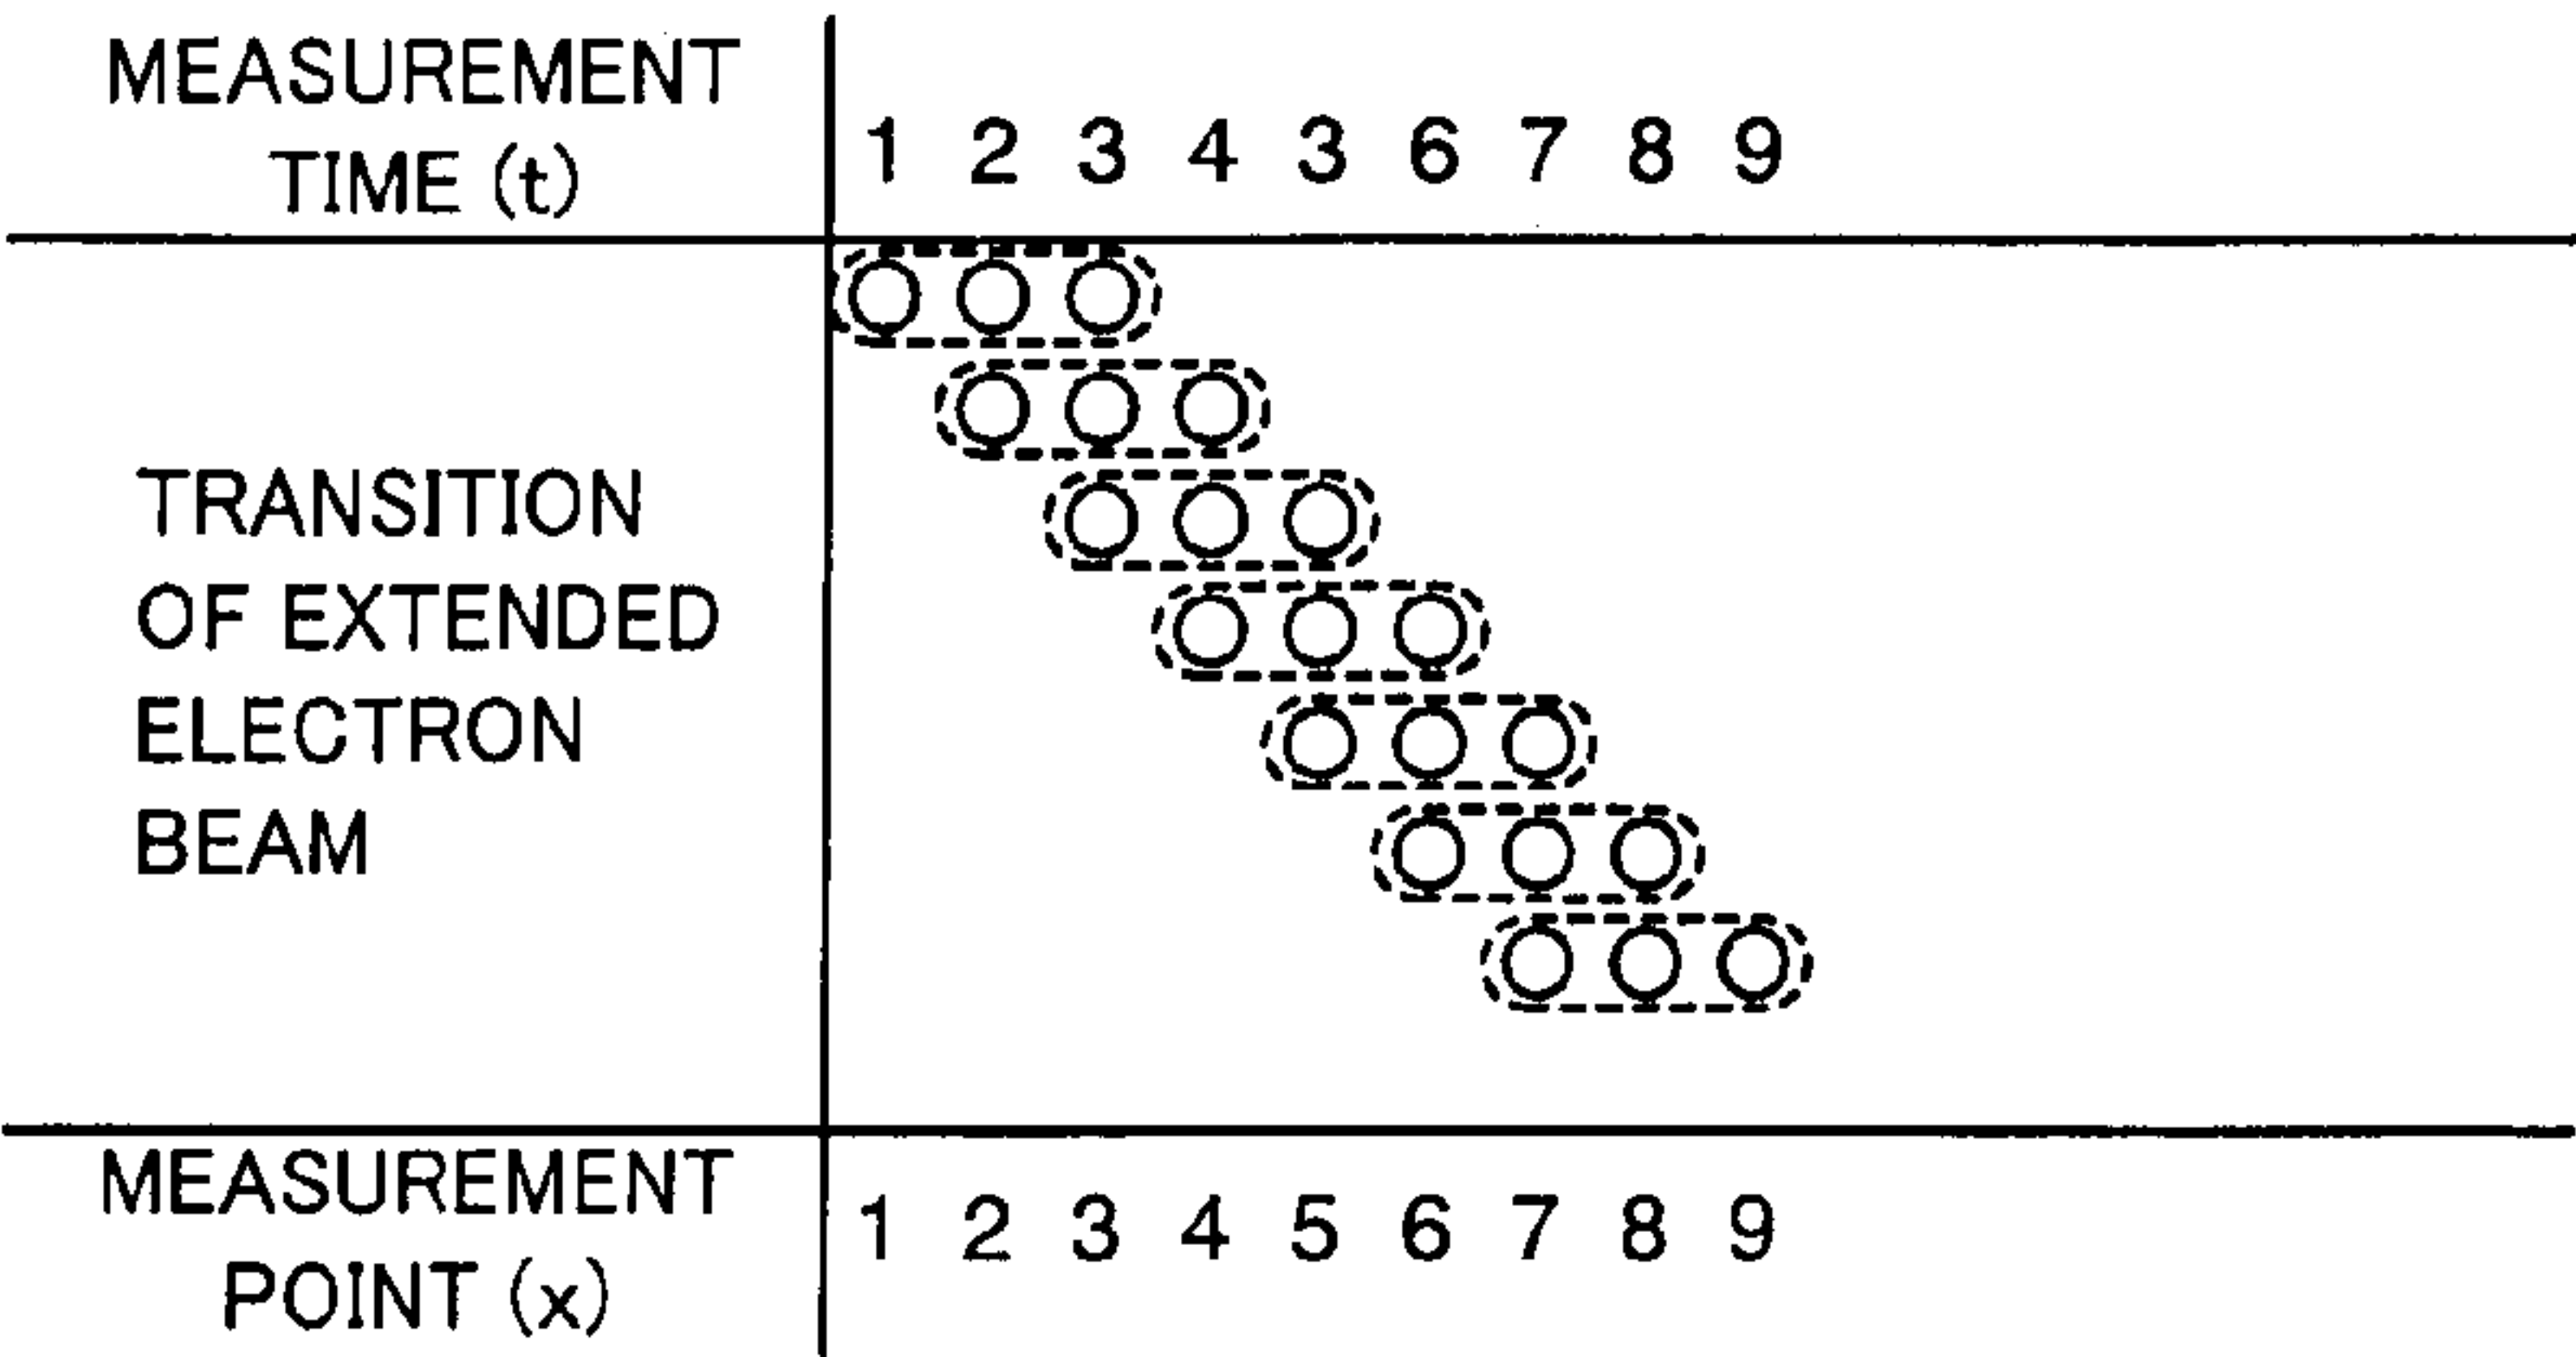 MEASUREMENT
TIME (t)
1 2 3 4 3 6 7 8 9
TRANSITION
OF EXTENDED
ELECTRON
BEAM
MEASUREMENT
POINT (x)
1 2 3 4 5 6 7 8 9